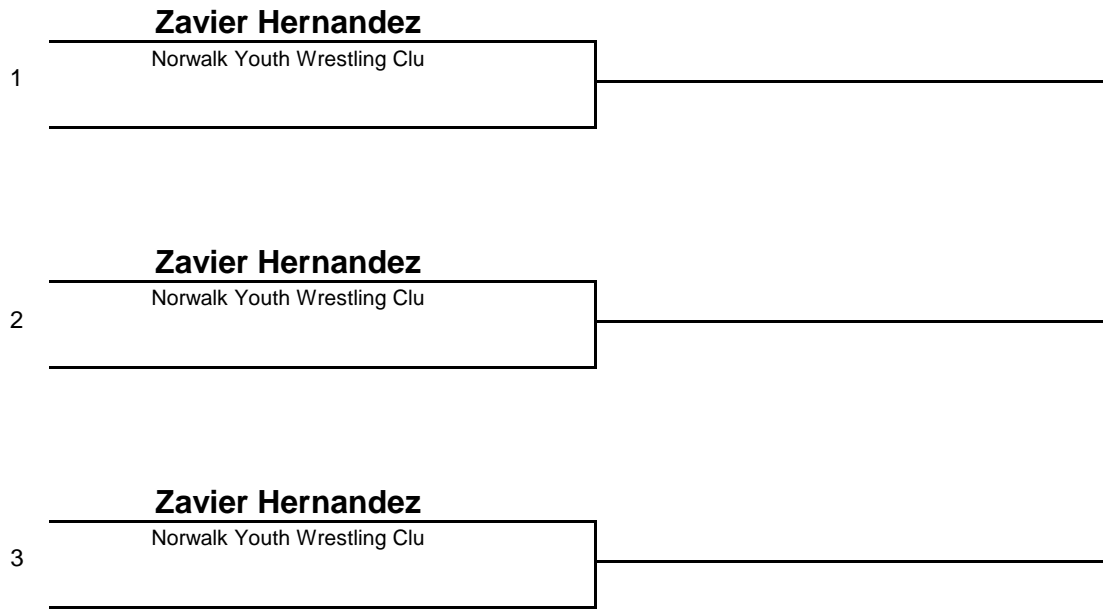 Zavier Hernandez
Norwalk Youth Wrestling Clu
1
Zavier Hernandez
Norwalk Youth Wrestling Clu
2
Zavier Hernandez
Norwalk Youth Wrestling Clu
3